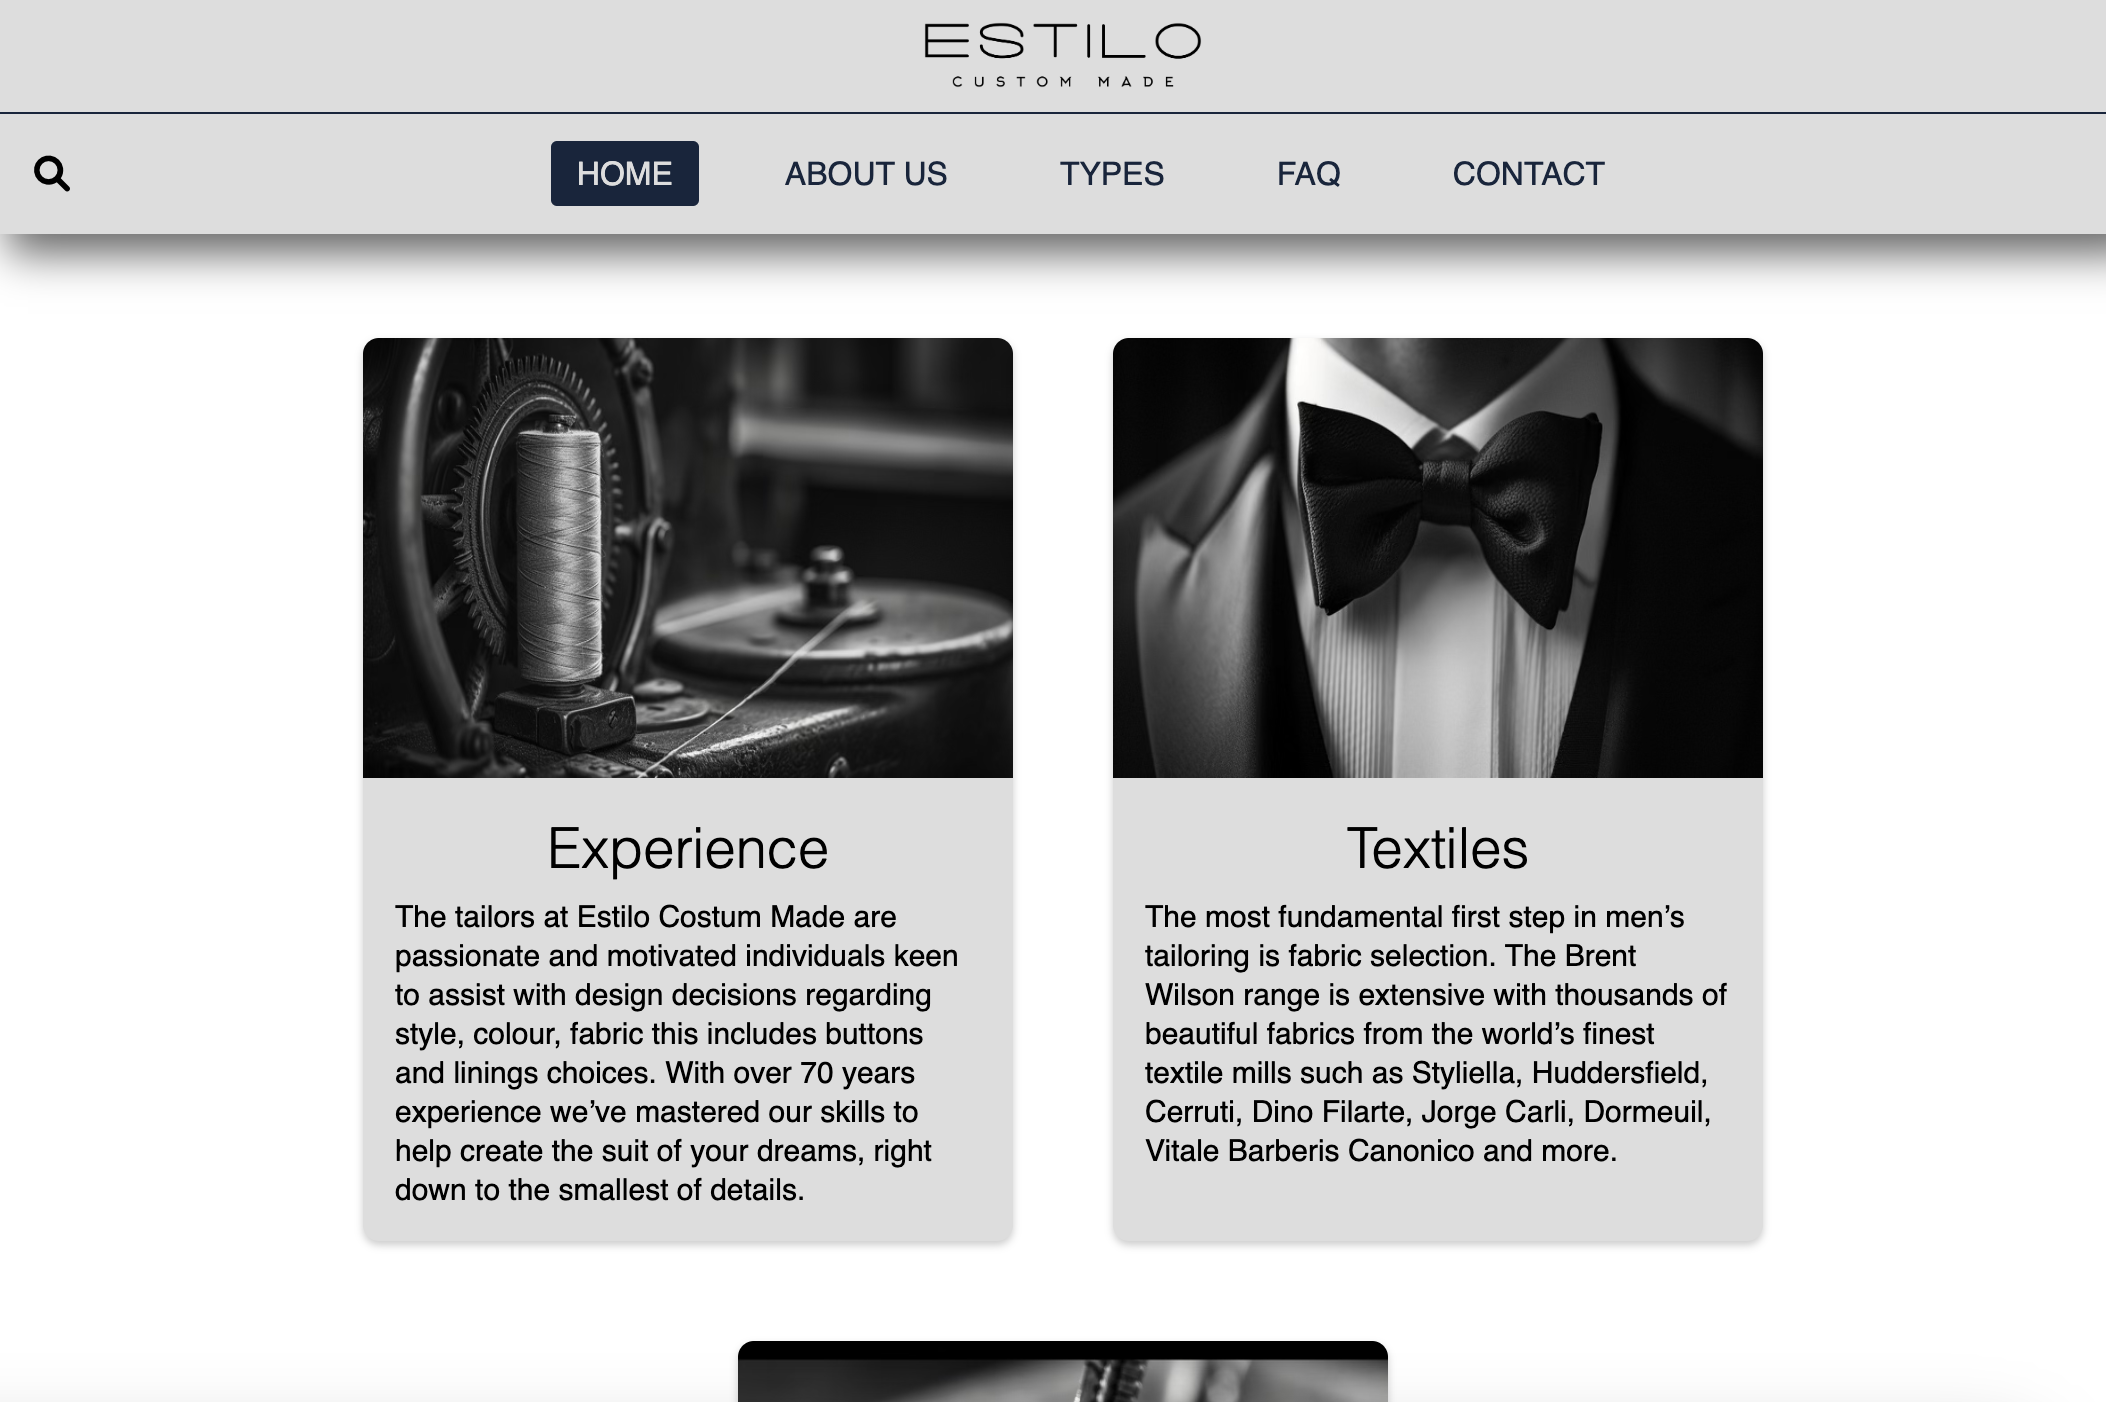 ESTILO
CUSTOM MADE
HOME ABOUT US TYPES FAQ CONTACT
Experience
The tailors at Estilo Costum Made are
passionate and motivated individuals keen
to assist with design decisions regarding
style, colour, fabric this includes buttons
and linings choices. With over 70 years
experience we’ve mastered our skills to
help create the suit of your dreams, right
down to the smallest of details.
Textiles
The most fundamental first step in men’s
tailoring is fabric selection. The Brent
Wilson range is extensive with thousands of
beautiful fabrics from the world’s finest
textile mills such as Styliella, Huddersfield,
Cerruti, Dino Filarte, Jorge Carli, Dormeuil,
Vitale Barberis Canonico and more.